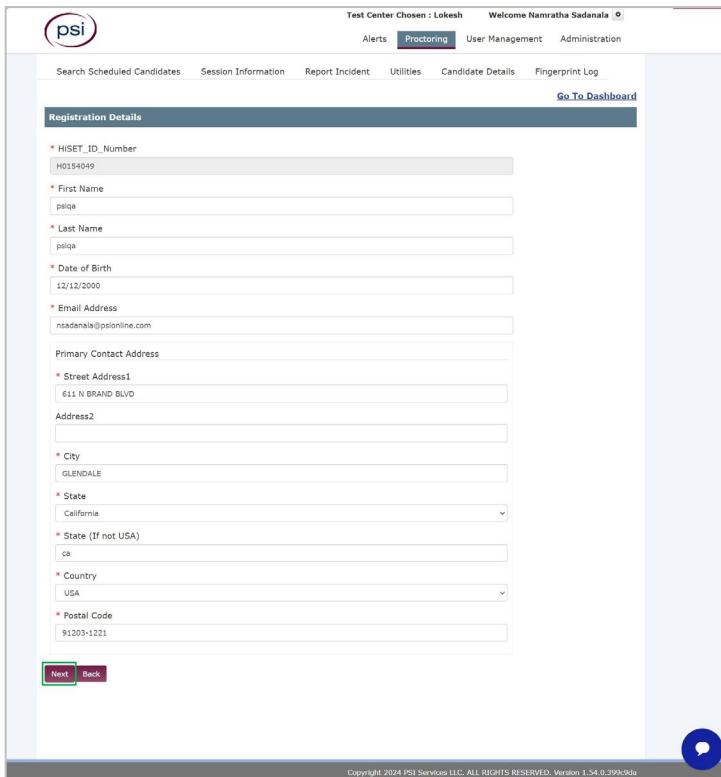 psi
Test Center Chosen : Lokesh Welcome Namratha Sadanala
Alerts Proctoring User Management Administration
Search Scheduled Candidates Session Information Report Incident Utilities Candidate Details Fingerprint Log
Go To Dashboard
Registration Details
* HiSET_ID_Number
H0154049
* First Name
psiqa
* Last Name
psiqa
* Date of Birth
12/12/2000
* Email Address
nsadanala@psionline.com
Primary Contact Address
* Street Address1
611 N BRAND BLVD
Address2
* City
GLENDALE
* State
California
* State (If not USA)
ca
* Country
USA
* Postal Code
91203-1221
Next Back
Copyright 2024 PSI Services LLC. ALL RIGHTS RESERVED. Version 1.54.0.399c9da